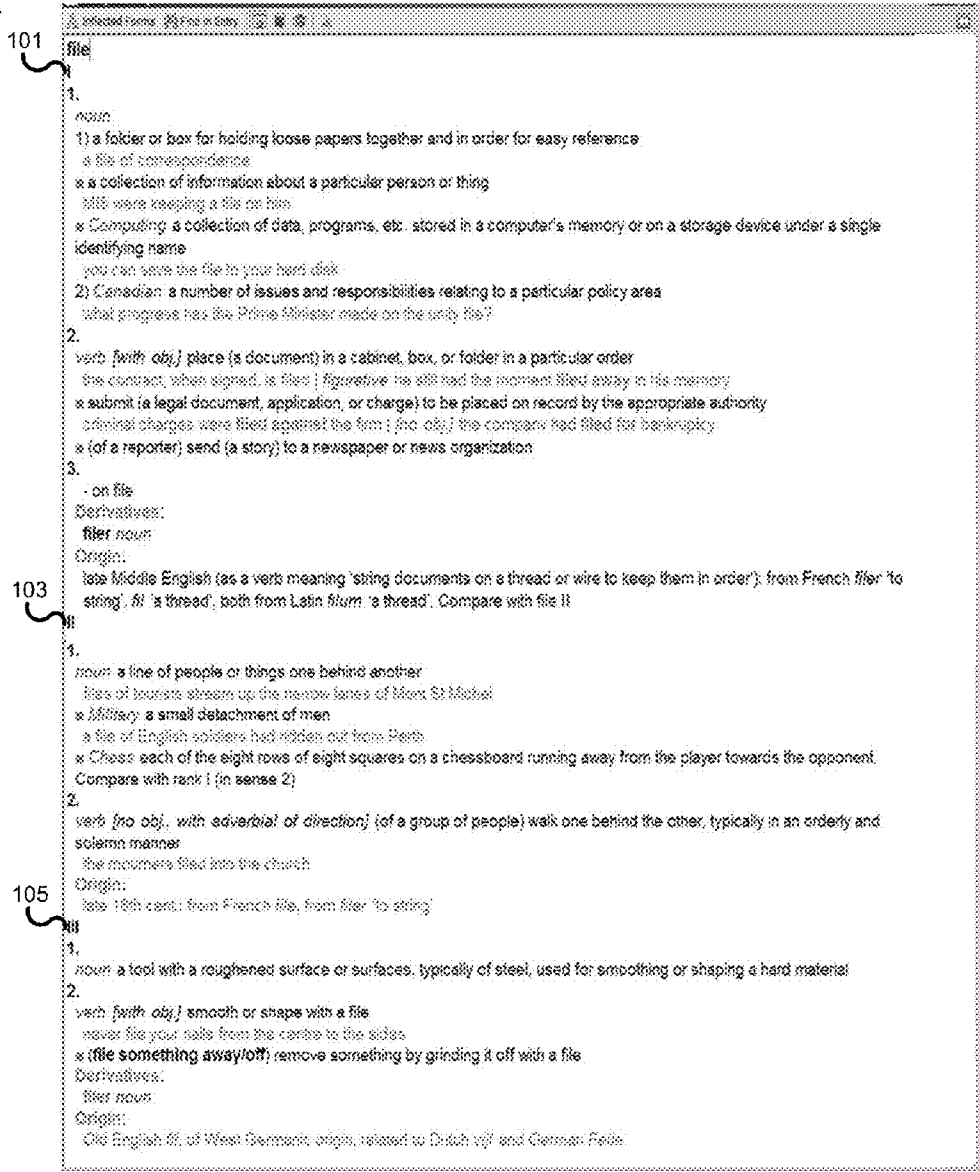 Inflected Forms Find in Entry
101
file
I
1.
noun
1) a folder or box for holding loose papers together and in order for easy reference
a file of correspondence
a collection of information about a particular person or thing
MI5 were keeping a file on him
Computing a collection of data, programs, etc. stored in a computer's memory or on a storage device under a single
identifying name
you can save the file to your hard disk
2) Canadian a number of issues and responsibilities relating to a particular policy area
what progress has the Prime Minister made on the unity file?
2.
verb [with obj.] place (a document) in a cabinet, box, or folder in a particular order
the contract, when signed, is filed | figurative he still had the moment filed away in his memory
submit (a legal document, application, or charge) to be placed on record by the appropriate authority
criminal charges were filed against the firm | [no obj.] the company had filed for bankruptcy
(of a reporter) send (a story) to a newspaper or news organization
3.
- on file
Derivatives:
filer noun
Origin:
late Middle English (as a verb meaning 'string documents on a thread or wire to keep them in order'): from French filer 'to
string', fil 'a thread', both from Latin filum 'a thread'. Compare with file II
103
II
1.
noun a line of people or things one behind another
files of tourists stream up the narrow lanes of Mont St Michel
Military a small detachment of men
a file of English soldiers had ridden out from Perth
Chess each of the eight rows of eight squares on a chessboard running away from the player towards the opponent.
Compare with rank I (in sense 2)
2.
verb [no obj., with adverbial of direction] (of a group of people) walk one behind the other, typically in an orderly and
solemn manner
the mourners filed into the church
Origin:
late 16th cent.: from French file, from filer 'to string'
105
III
1.
noun a tool with a roughened surface or surfaces, typically of steel, used for smoothing or shaping a hard material
2.
verb [with obj.] smooth or shape with a file
never file your nails from the centre to the sides
(file something away/off) remove something by grinding it off with a file
Derivatives:
filer noun
Origin:
Old English fīl, of West Germanic origin; related to Dutch vijl and German Feile